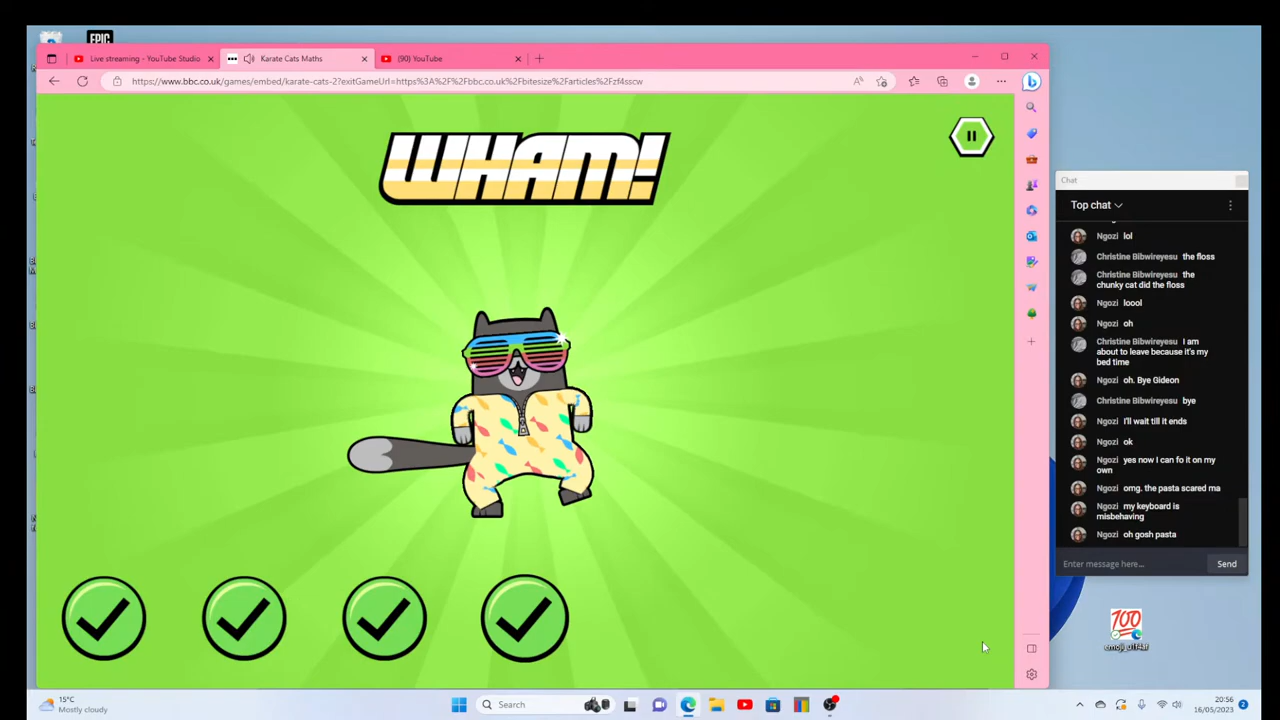 EPIC
Live streaming - YouTube Studio
Karate Cats Maths
(90) YouTube
https://www.bbc.co.uk/games/embed/karate-cats-2?exitGameUrl=https%3A%2F%2Fbbc.co.uk%2Fbitesize%2Farticles%2Fzf4sscw
WHAM!
Chat
Top chat
Ngozi lol
Christine Bibwireyesu the floss
Christine Bibwireyesu the
chunky cat did the floss
Ngozi loool
Ngozi oh
Christine Bibwireyesu I am
about to leave because it's my
bed time
Ngozi oh. Bye Gideon
Christine Bibwireyesu bye
Ngozi I'll wait till it ends
Ngozi ok
Ngozi yes now I can fo it on my
own
Ngozi omg. the pasta scared ma
Ngozi my keyboard is
misbehaving
Ngozi oh gosh pasta
Enter message here...
Send
100
15°C
Mostly cloudy
Search
20:56
16/05/2023
2